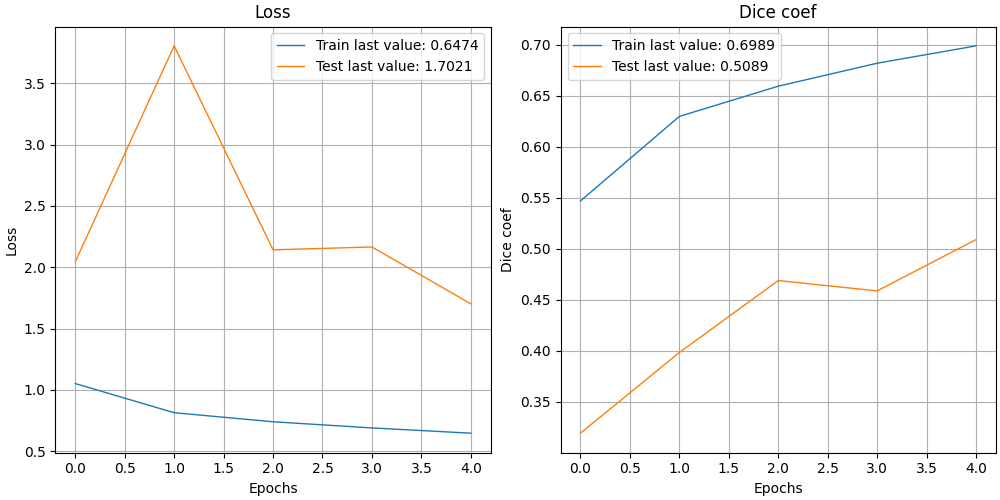 Loss
Train last value: 0.6474
Test last value: 1.7021
3.5
3.0
2.5
2.0
1.5
1.0
0.5
Loss
0.0 0.5 1.0 1.5 2.0 2.5 3.0 3.5 4.0
Epochs
Dice coef
Train last value: 0.6989
Test last value: 0.5089
0.70
0.65
0.60
0.55
0.50
0.45
0.40
0.35
Dice coef
0.0 0.5 1.0 1.5 2.0 2.5 3.0 3.5 4.0
Epochs